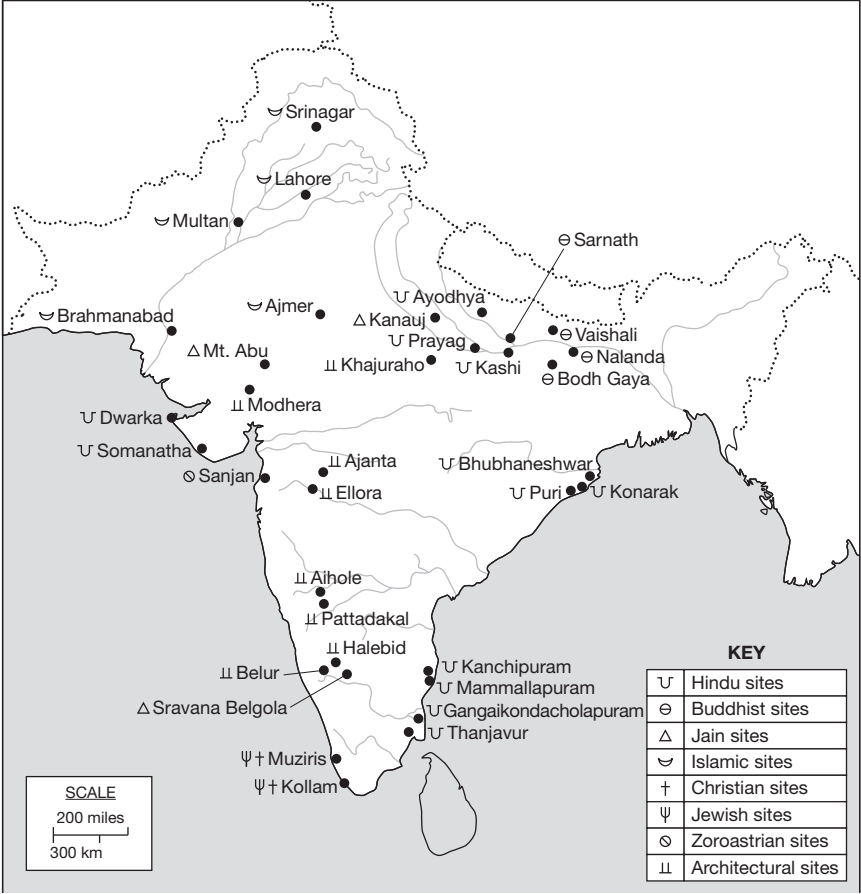 Srinagar
Lahore
Multan
Sarnath
Ayodhya
Brahmanabad
Ajmer
Kanauj
Vaishali
Prayag
Mt. Abu
Nalanda
Khajuraho
Kashi
Bodh Gaya
Modhera
Dwarka
Somanatha
Ajanta
Bhubhaneshwar
Sanjan
Ellora
Puri
Konarak
Aihole
Pattadakal
Halebid
Belur
Kanchipuram
Mammallapuram
Sravana Belgola
Gangaikondacholapuram
Thanjavur
Muziris
Kollam
SCALE
200 miles
300 km
KEY
Hindu sites
Buddhist sites
Jain sites
Islamic sites
Christian sites
Jewish sites
Zoroastrian sites
Architectural sites